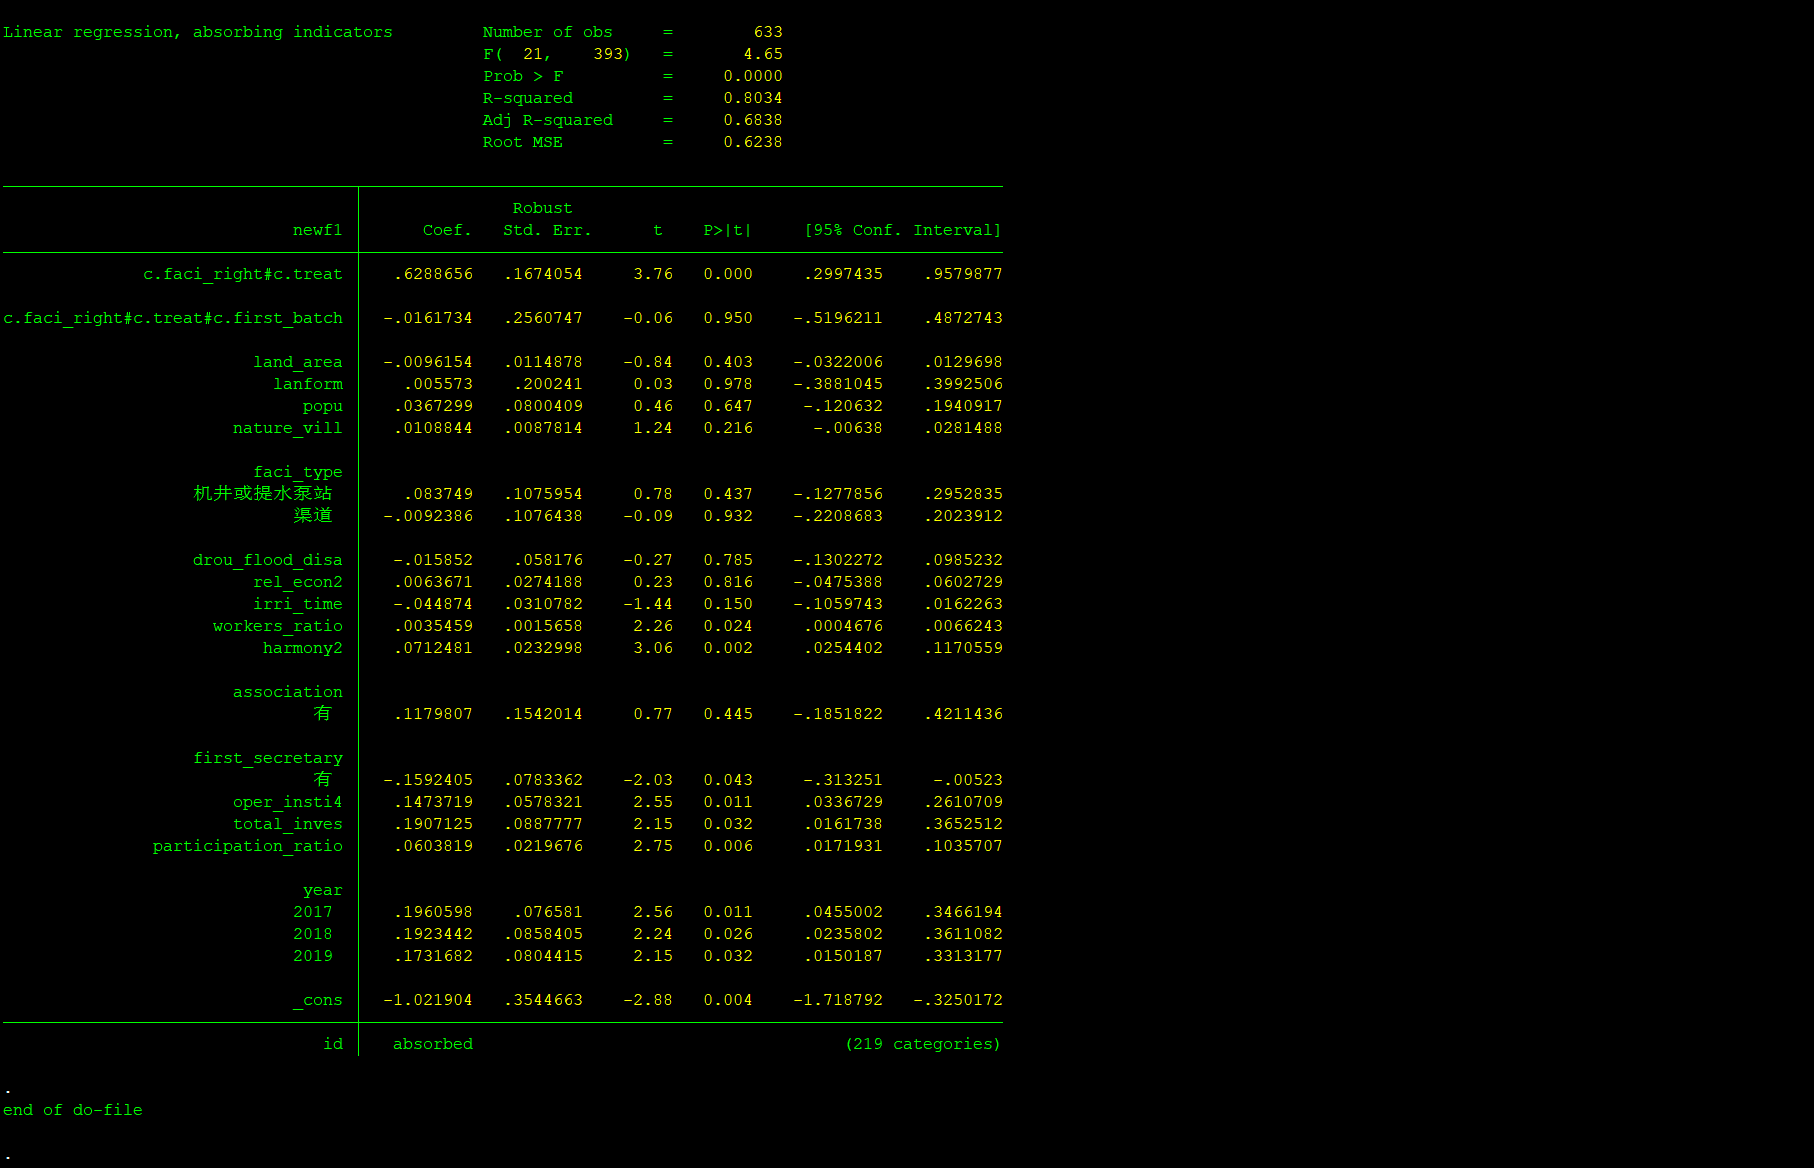 Linear regression, absorbing indicators Number of obs = 633
F( 21, 393) = 4.65
Prob > F = 0.0000
R-squared = 0.8034
Adj R-squared = 0.6838
Root MSE = 0.6238
Robust
newf1 Coef. Std. Err. t P>|t| [95% Conf. Interval]
c.faci_right#c.treat .6288656 .1674054 3.76 0.000 .2997435 .9579877
c.faci_right#c.treat#c.first_batch -.0161734 .2560747 -0.06 0.950 -.5196211 .4872743
land_area -.0096154 .0114878 -0.84 0.403 -.0322006 .0129698
lanform .005573 .200241 0.03 0.978 -.3881045 .3992506
popu .0367299 .0800409 0.46 0.647 -.120632 .1940917
nature_vill .0108844 .0087814 1.24 0.216 -.00638 .0281488
faci_type
机井或提水泵站 .083749 .1075954 0.78 0.437 -.1277856 .2952835
渠道 -.0092386 .1076438 -0.09 0.932 -.2208683 .2023912
drou_flood_disa -.015852 .058176 -0.27 0.785 -.1302272 .0985232
rel_econ2 .0063671 .0274188 0.23 0.816 -.0475388 .0602729
irri_time -.044874 .0310782 -1.44 0.150 -.1059743 .0162263
workers_ratio .0035459 .0015658 2.26 0.024 .0004676 .0066243
harmony2 .0712481 .0232998 3.06 0.002 .0254402 .1170559
association
有 .1179807 .1542014 0.77 0.445 -.1851822 .4211436
first_secretary
有 -.1592405 .0783362 -2.03 0.043 -.313251 -.00523
oper_insti4 .1473719 .0578321 2.55 0.011 .0336729 .2610709
total_inves .1907125 .0887777 2.15 0.032 .0161738 .3652512
participation_ratio .0603819 .0219676 2.75 0.006 .0171931 .1035707
year
2017 .1960598 .076581 2.56 0.011 .0455002 .3466194
2018 .1923442 .0858405 2.24 0.026 .0235802 .3611082
2019 .1731682 .0804415 2.15 0.032 .0150187 .3313177
_cons -1.021904 .3544663 -2.88 0.004 -1.718792 -.3250172
id absorbed (219 categories)
.
end of do-file
.